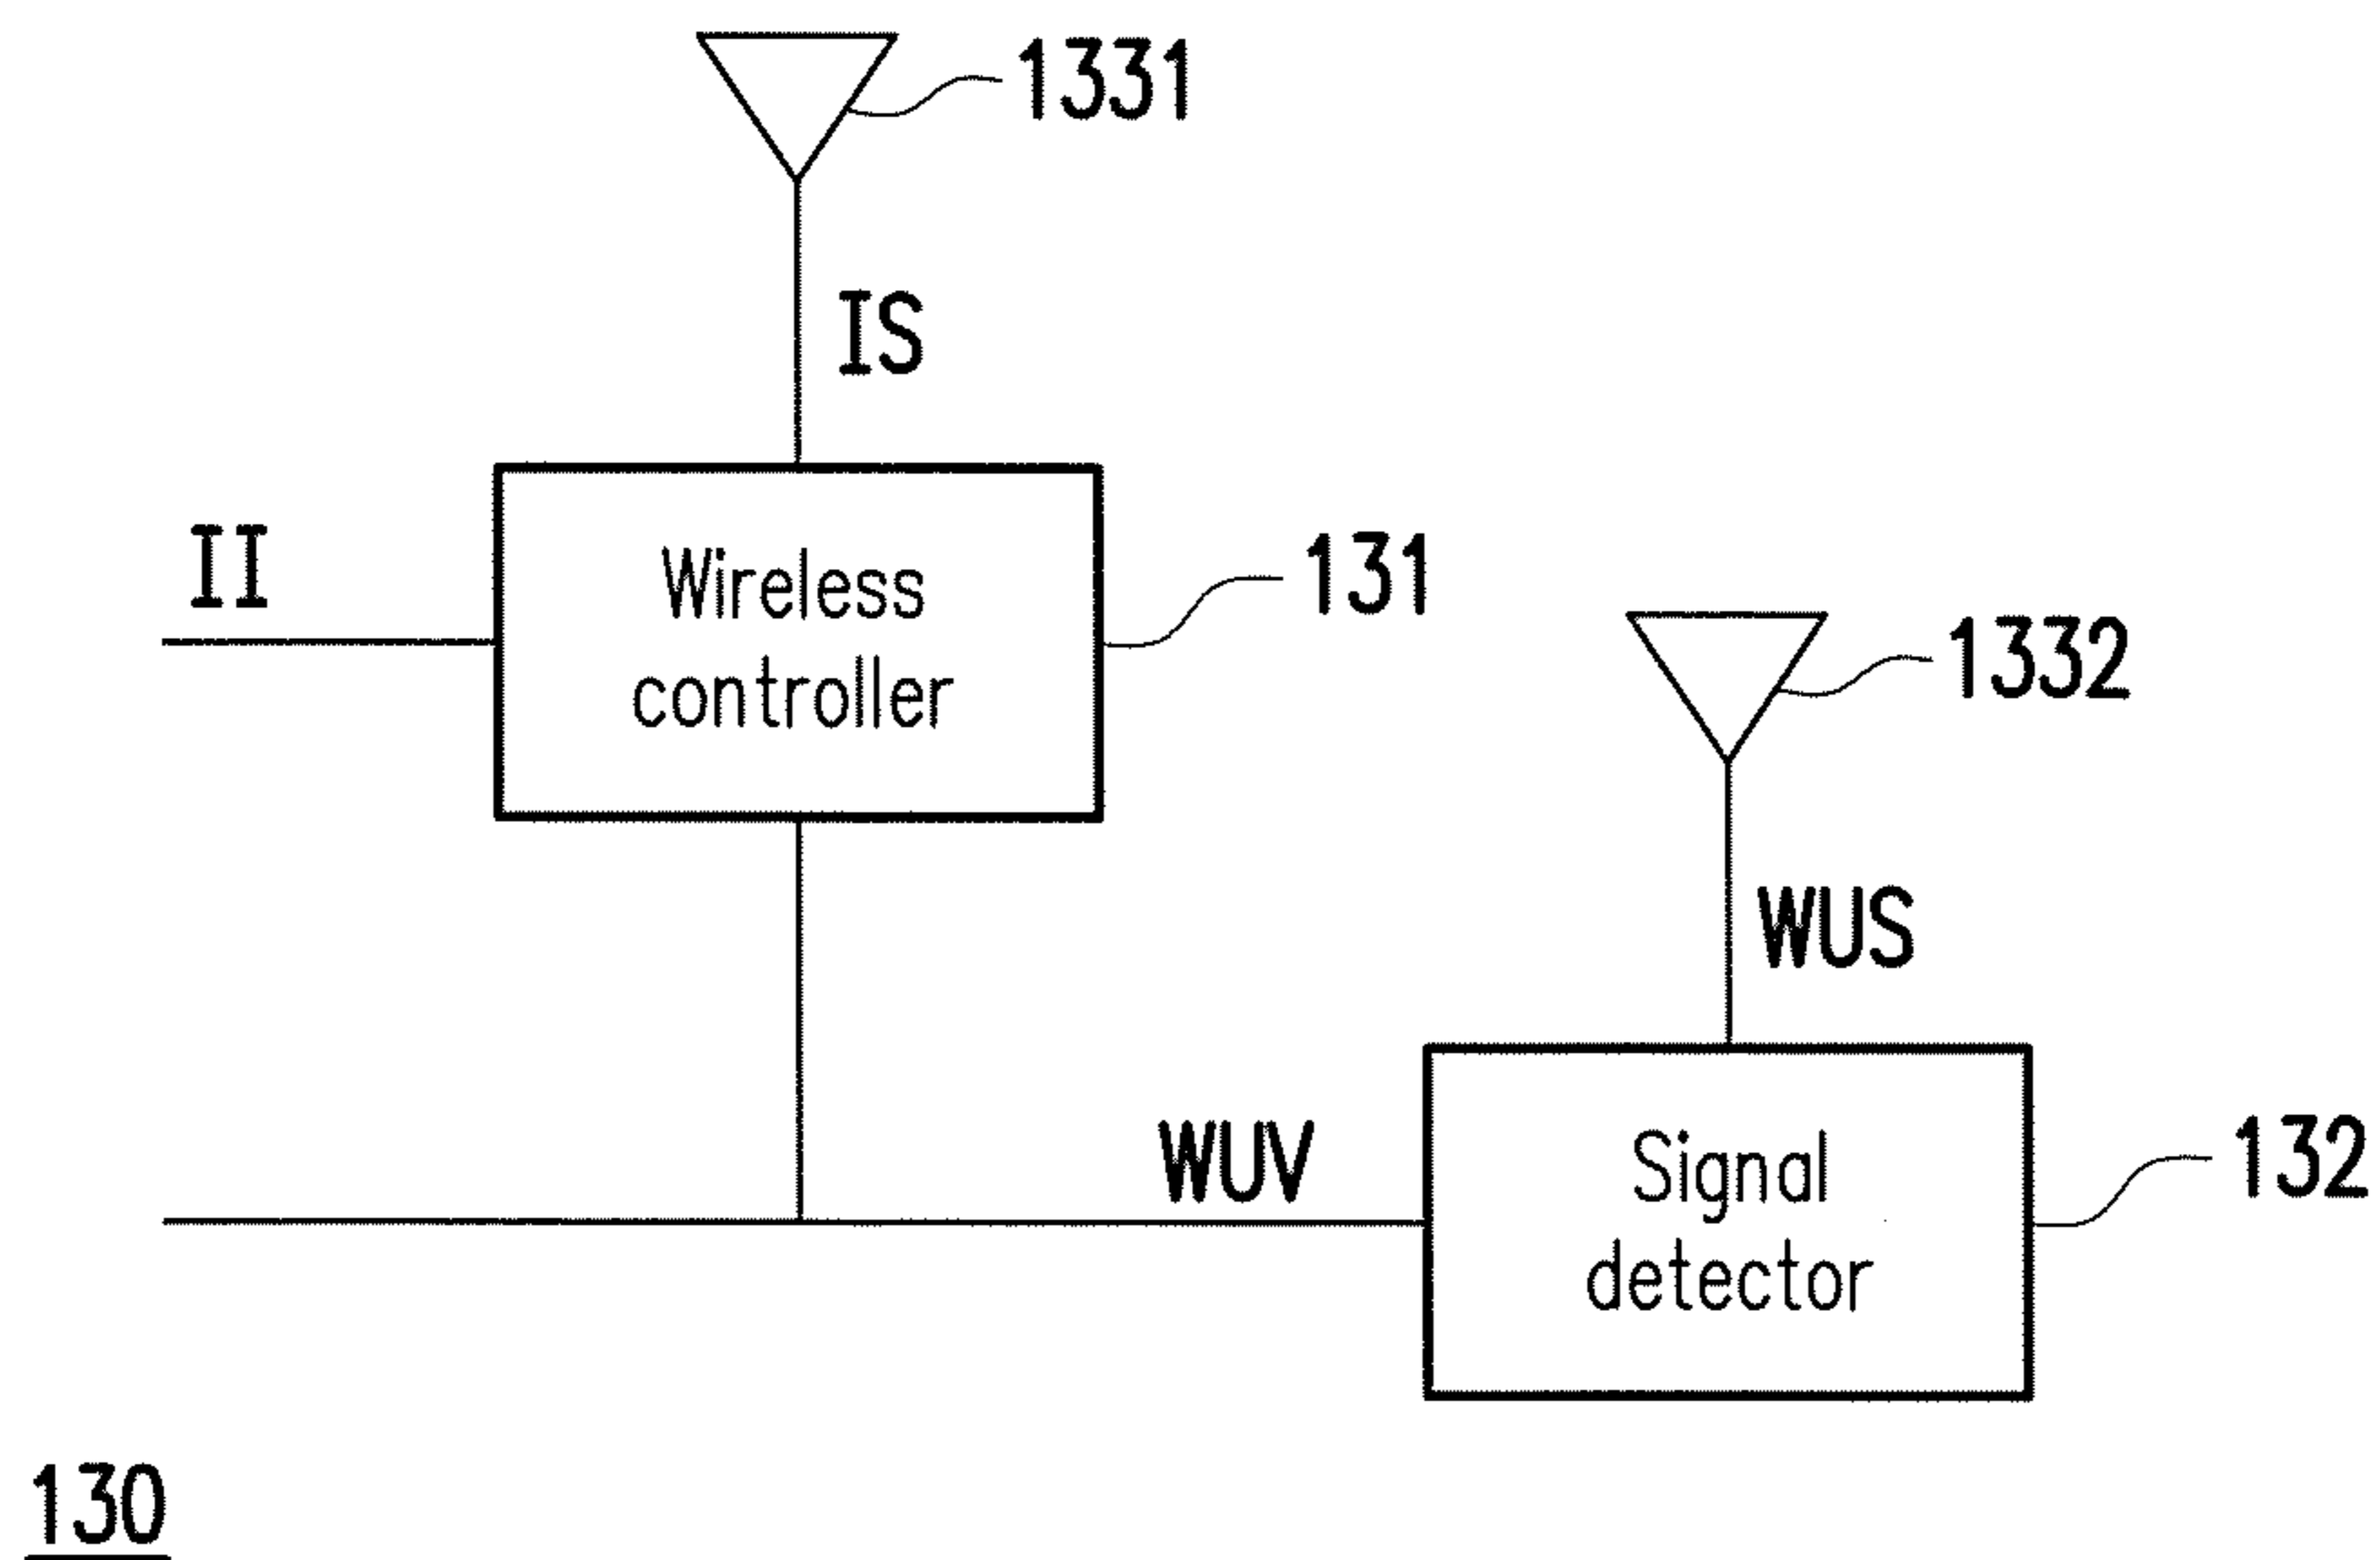 1331
IS
II
Wireless
controller
131
1332
WUS
WUV
Signal
detector
132
130